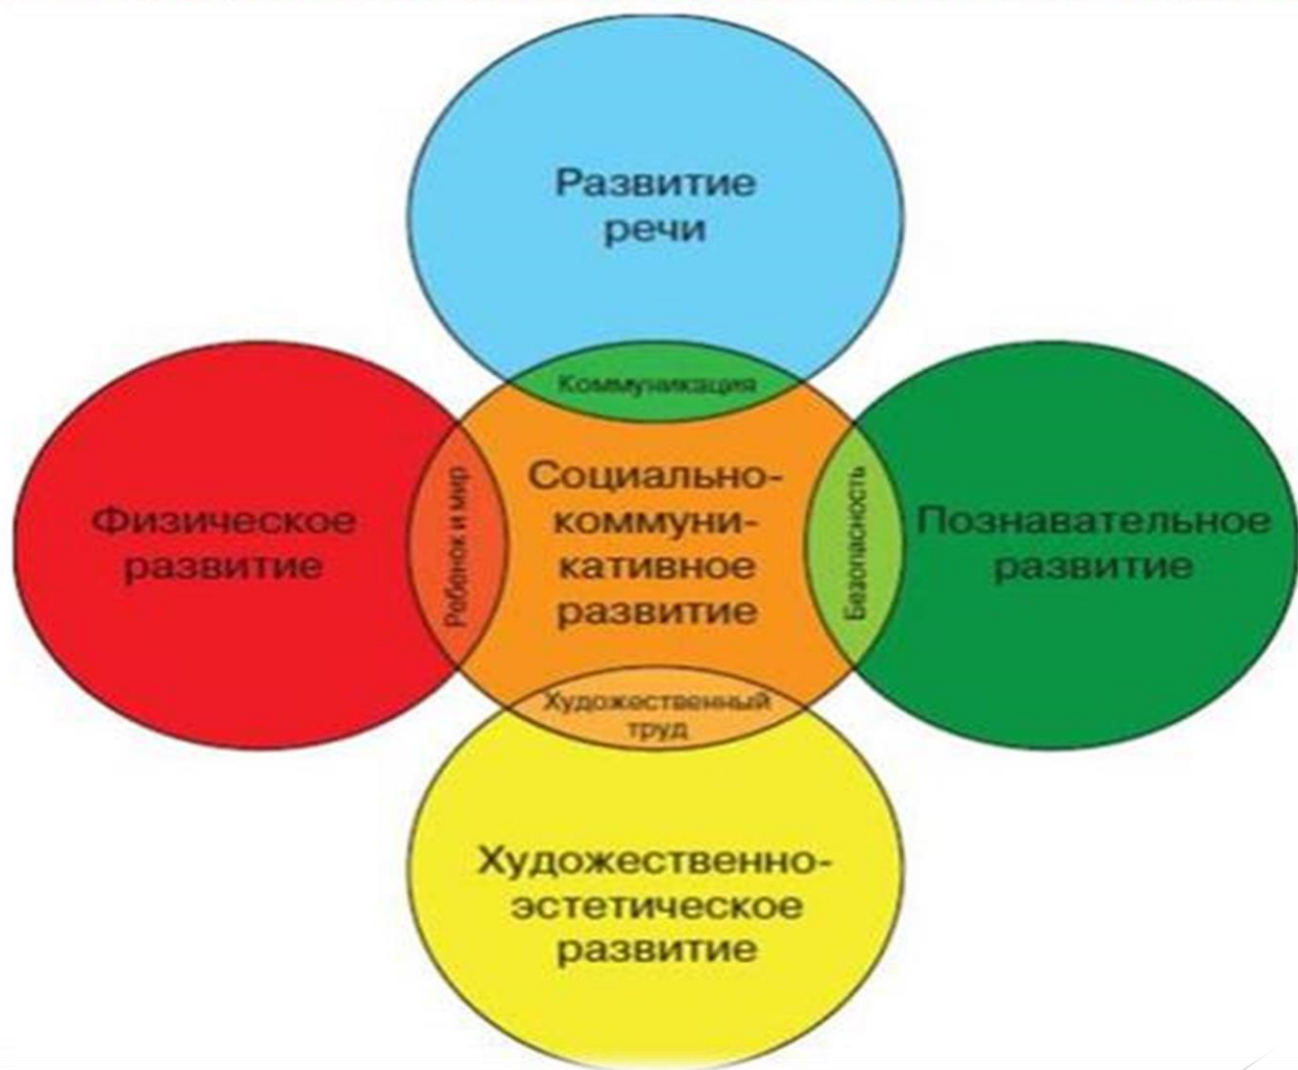 Развитие
речи
Коммуникация
Физическое
развитие
Ребенок и мир
Социально-
коммуни-
кативное
развитие
Безопасность
Познавательное
развитие
Художественный
труд
Художественно-
эстетическое
развитие